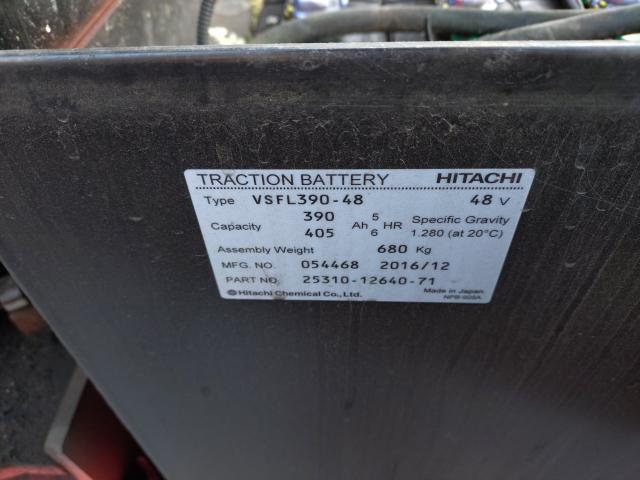 TRACTION BATTERY HITACHI
Type VSFL390-48 48 V
Capacity 390 Ah 5 HR Specific Gravity
405 6 1.280 (at 20°C)
Assembly Weight 680 Kg
MFG. NO. 054468 2016/12
PART NO. 25310-12640-71
Hitachi Chemical Co., Ltd. Made in Japan